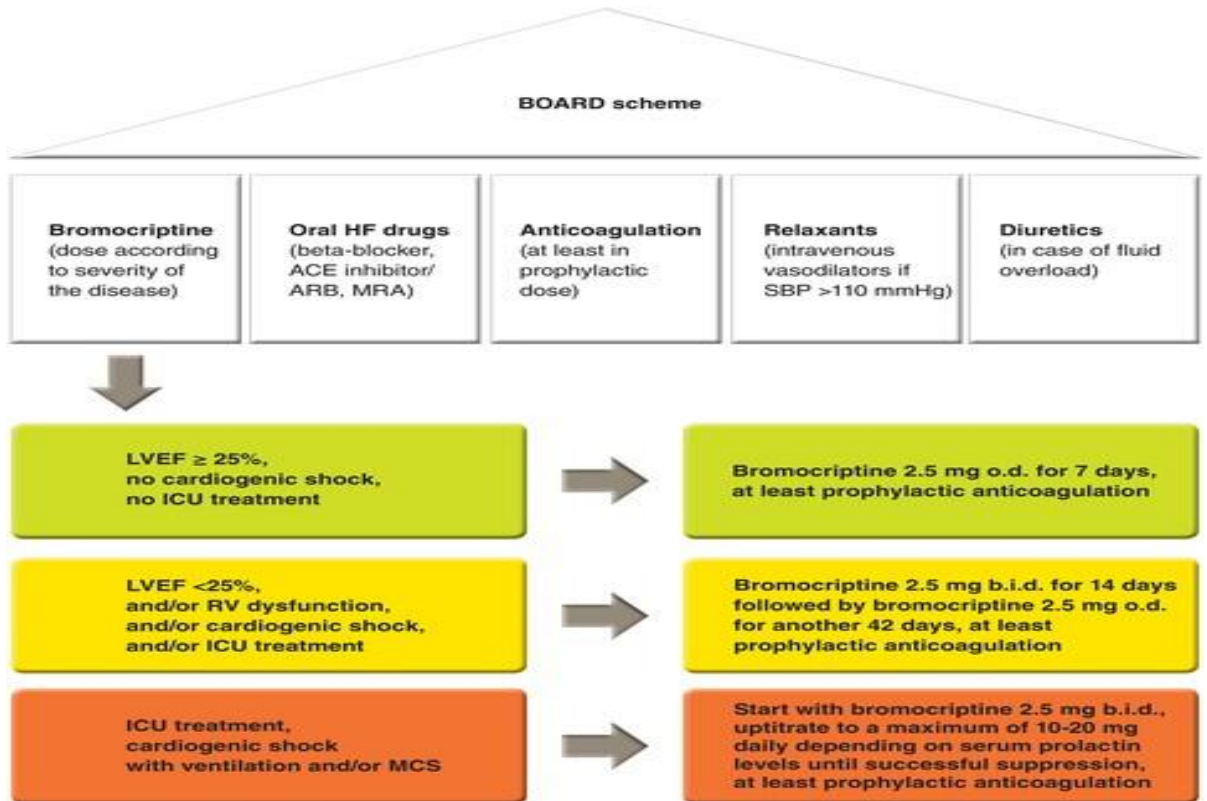 BOARD scheme
Bromocriptine
(dose according
to severity of
the disease)
Oral HF drugs
(beta-blocker,
ACE inhibitor/
ARB, MRA)
Anticoagulation
(at least in
prophylactic
dose)
Relaxants
(intravenous
vasodilators if
SBP >110 mmHg)
Diuretics
(in case of fluid
overload)
LVEF ≥ 25%,
no cardiogenic shock,
no ICU treatment
Bromocriptine 2.5 mg o.d. for 7 days,
at least prophylactic anticoagulation
LVEF <25%,
and/or RV dysfunction,
and/or cardiogenic shock,
and/or ICU treatment
Bromocriptine 2.5 mg b.i.d. for 14 days
followed by bromocriptine 2.5 mg o.d.
for another 42 days, at least
prophylactic anticoagulation
ICU treatment,
cardiogenic shock
with ventilation and/or MCS
Start with bromocriptine 2.5 mg b.i.d.,
uptitrate to a maximum of 10-20 mg
daily depending on serum prolactin
levels until successful suppression,
at least prophylactic anticoagulation